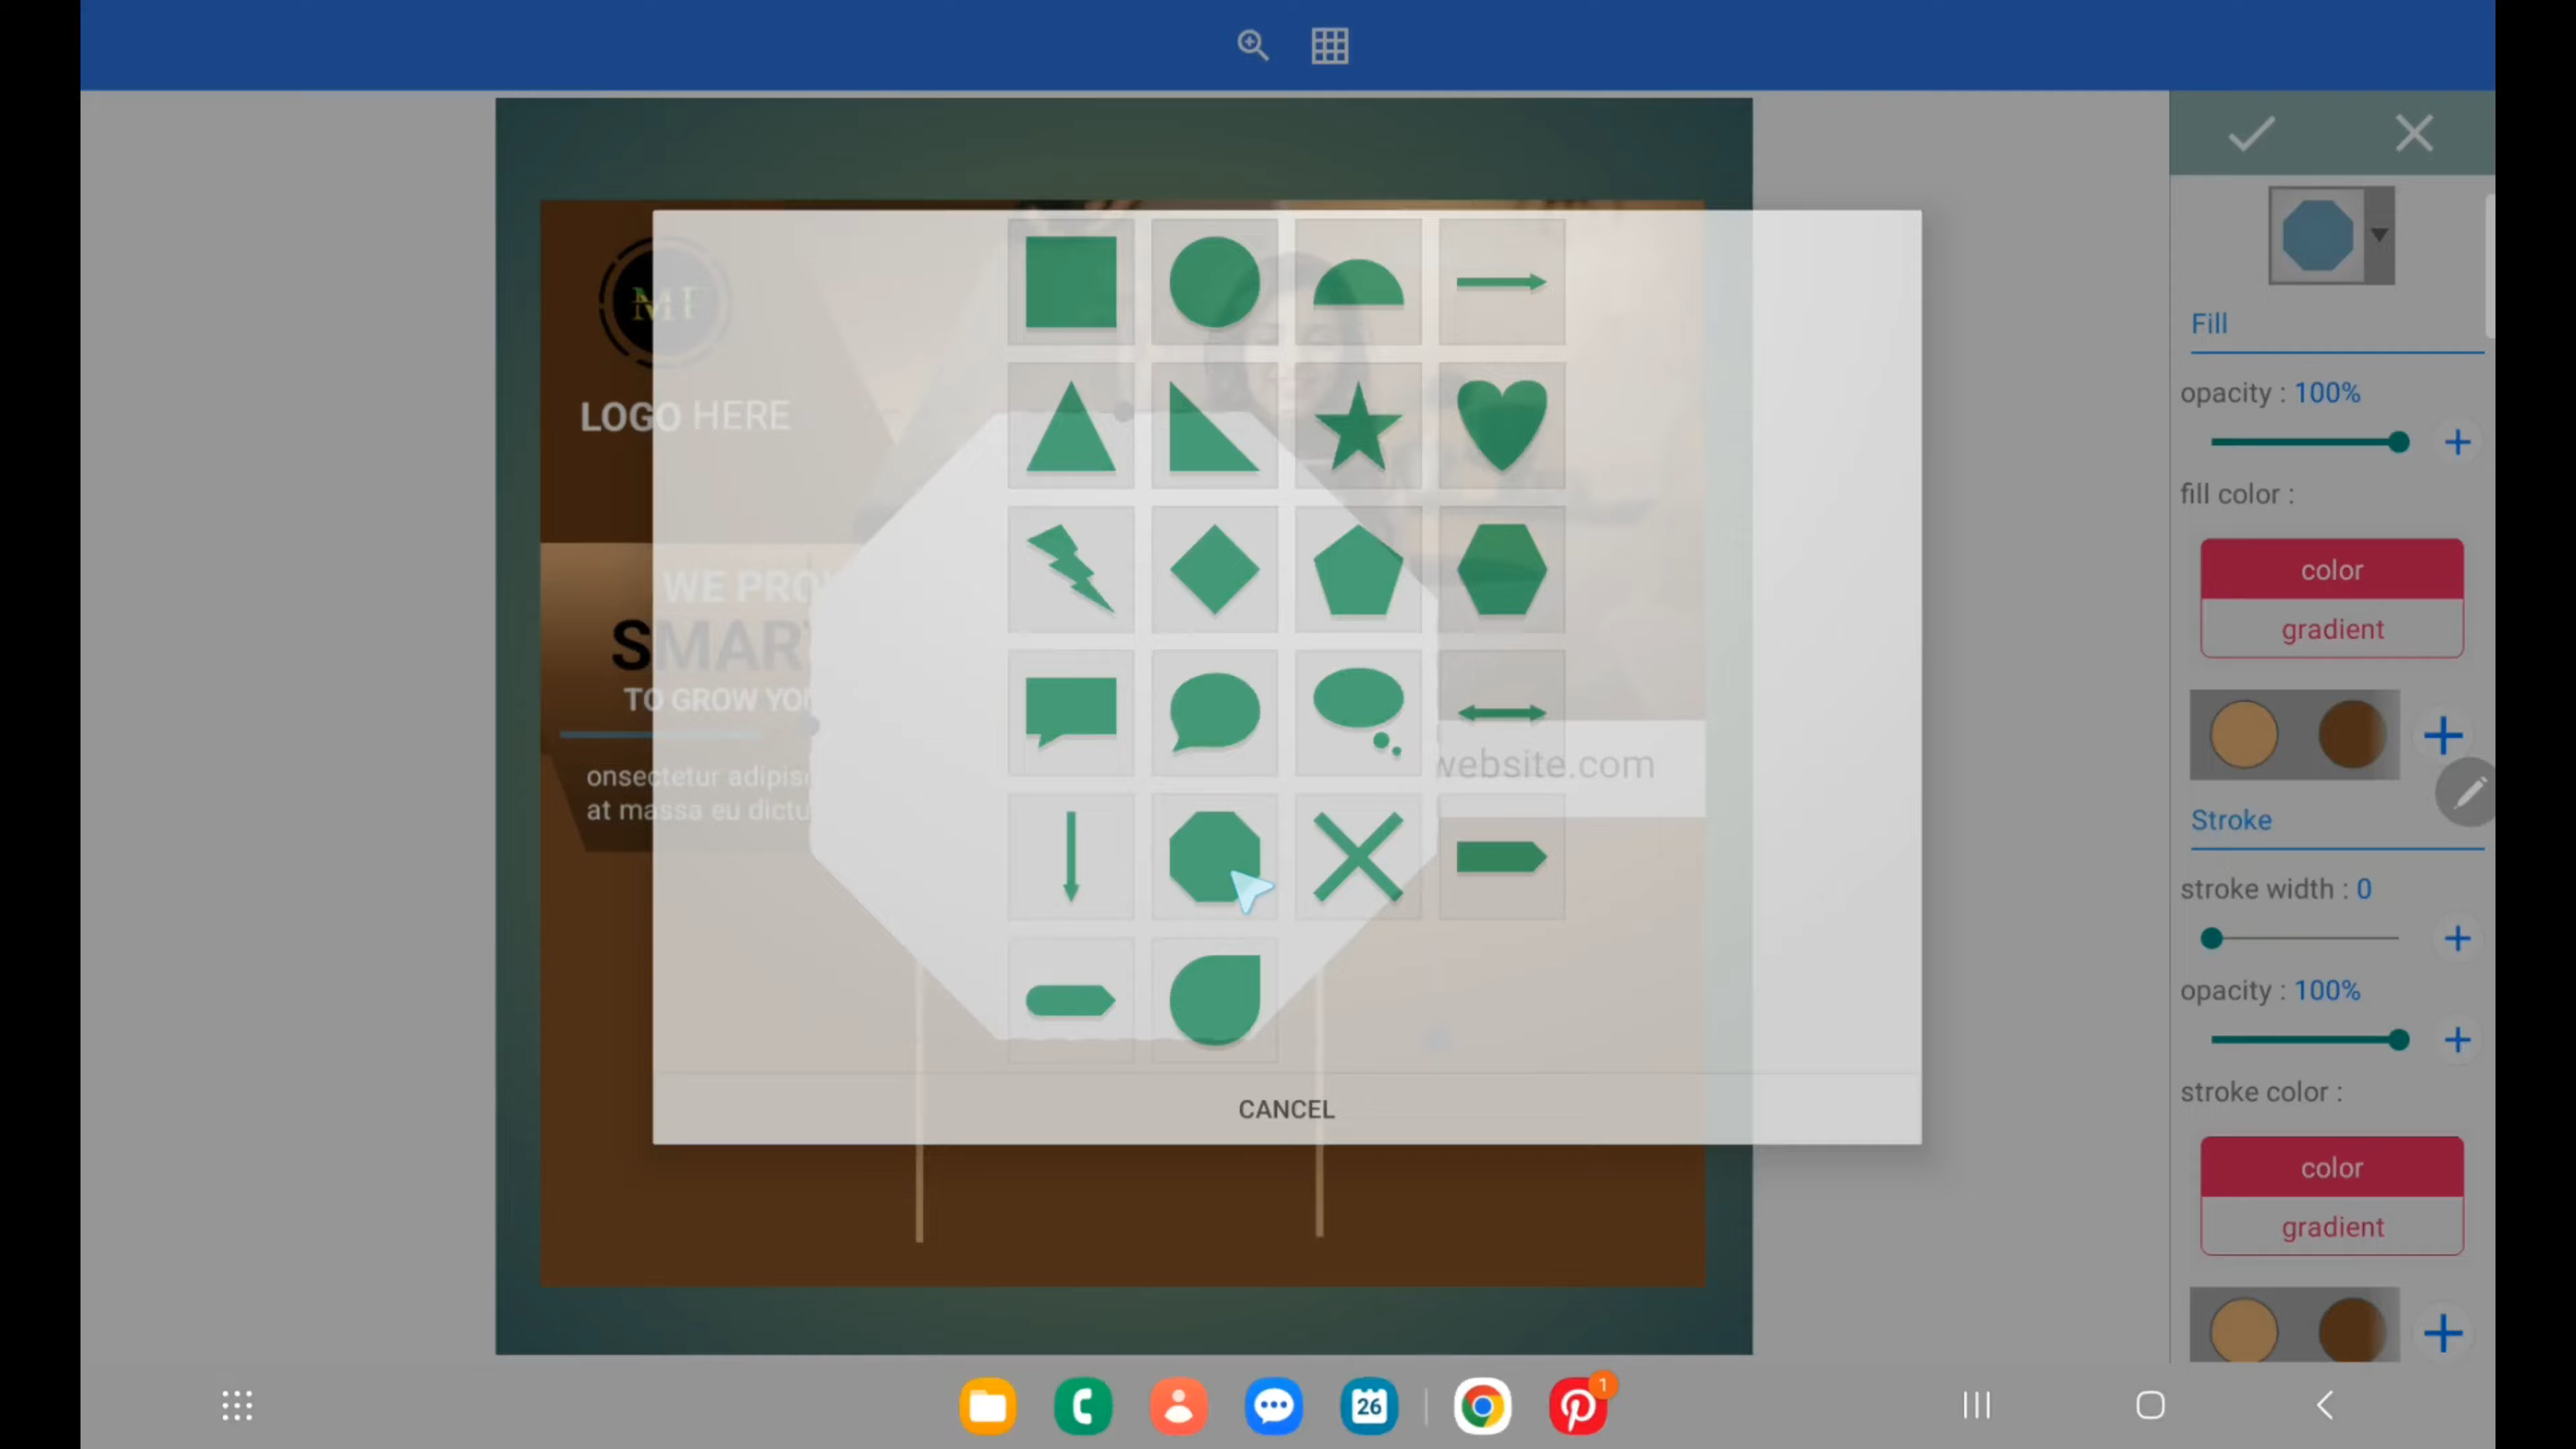 MT
LOGO HERE
WE PRO
SMAR
TO GROW YO
onsectetur adipis
at massa eu dictu
website.com
CANCEL
Fill
opacity : 100%
fill color :
color
gradient
Stroke
stroke width : 0
opacity : 100%
stroke color :
color
gradient
26
1